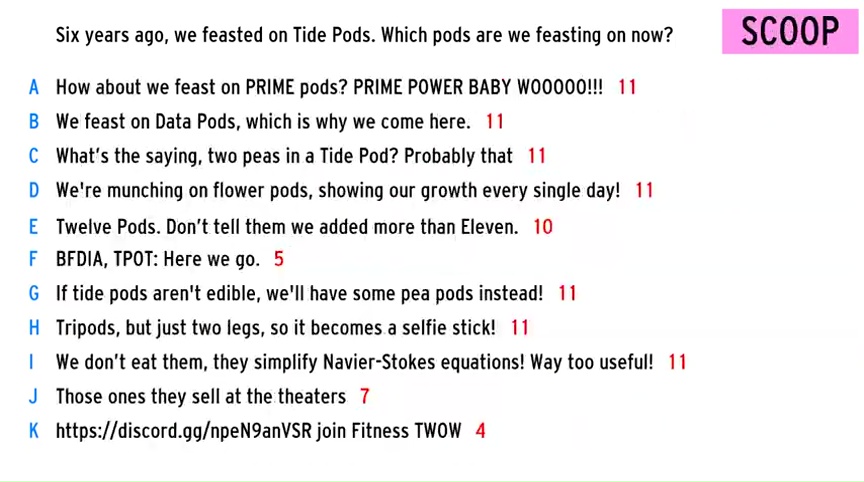 Six years ago, we feasted on Tide Pods. Which pods are we feasting on now?
SCOOP
A How about we feast on PRIME pods? PRIME POWER BABY WOOOOO!!! 11
B We feast on Data Pods, which is why we come here. 11
C What's the saying, two peas in a Tide Pod? Probably that 11
D We're munching on flower pods, showing our growth every single day! 11
E Twelve Pods. Don't tell them we added more than Eleven. 10
F BFDIA, TPOT: Here we go. 5
G If tide pods aren't edible, we'll have some pea pods instead! 11
H Tripods, but just two legs, so it becomes a selfie stick! 11
I We don't eat them, they simplify Navier-Stokes equations! Way too useful! 11
J Those ones they sell at the theaters 7
K https://discord.gg/npeN9anVSR join Fitness TWOW 4